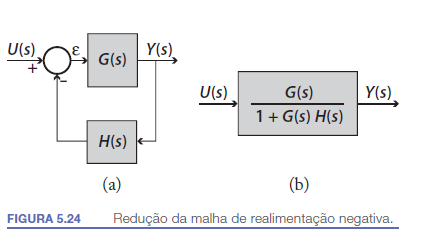 U(s)
+
-
ε
G(s)
Y(s)
H(s)
(a)
U(s)
G(s)
1 + G(s) H(s)
Y(s)
(b)
FIGURA 5.24 Redução da malha de realimentação negativa.